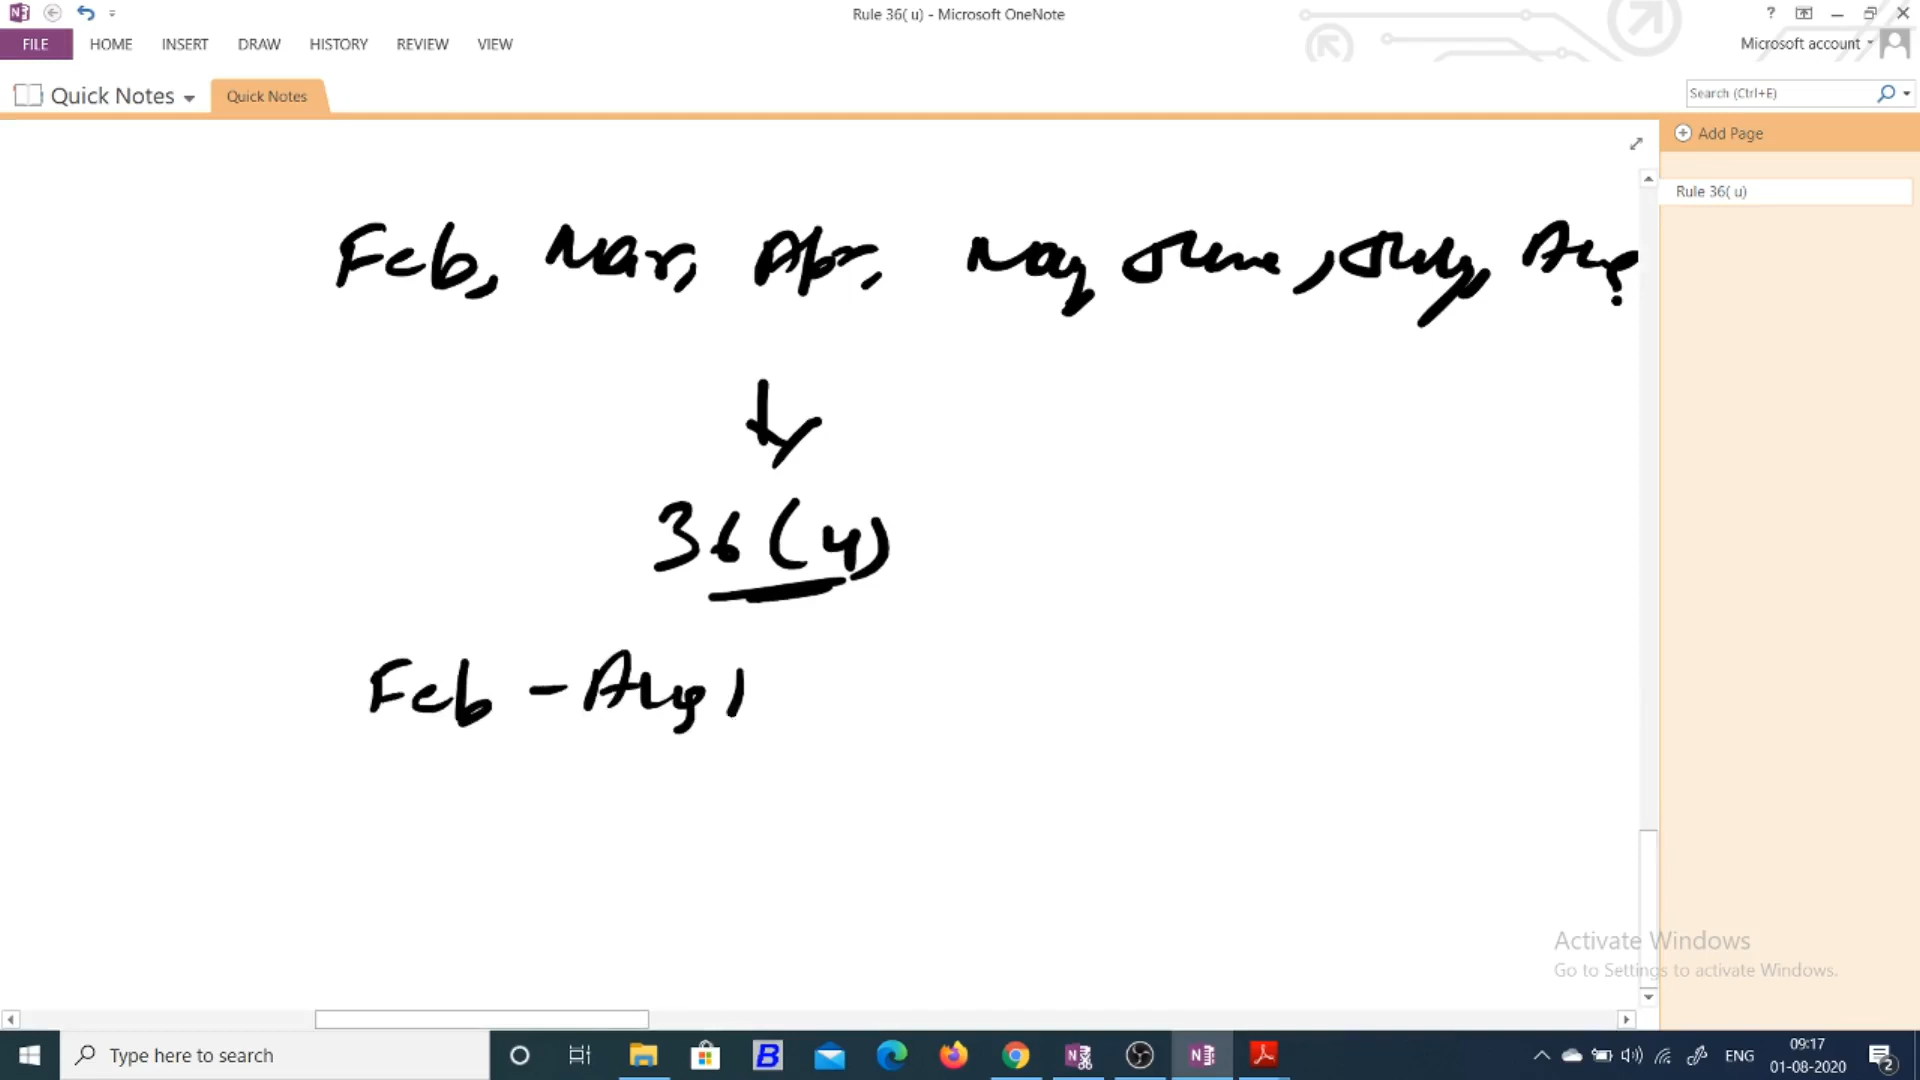 Rule 36( u) - Microsoft OneNote
?
FILE HOME INSERT DRAW HISTORY REVIEW VIEW
Microsoft account
Quick Notes
Quick Notes
Search (Ctrl+E)
Add Page
Rule 36( u)
Feb, Mar, Apr, May June, July, Aug
36(4)
Feb - Aug,
Activate Windows
Go to Settings to activate Windows.
Type here to search
B
N
N
ENG
09:17
01-08-2020
2